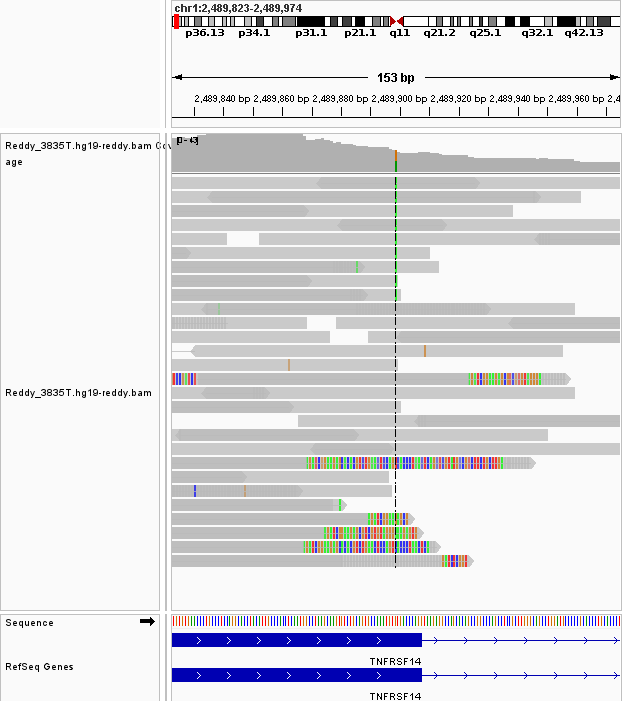 chr1:2,489,823-2,489,974
p36.13 p34.1 p31.1 p21.1 q11 q21.2 q25.1 q32.1 q42.13
153 bp
2,489,840 bp 2,489,860 bp 2,489,880 bp 2,489,900 bp 2,489,920 bp 2,489,940 bp 2,489,960 bp 2,4
Reddy_3835T.hg19-reddy.bam Cov
age
Reddy_3835T.hg19-reddy.bam
Sequence
TNFRSF14
RefSeq Genes
TNFRSF14